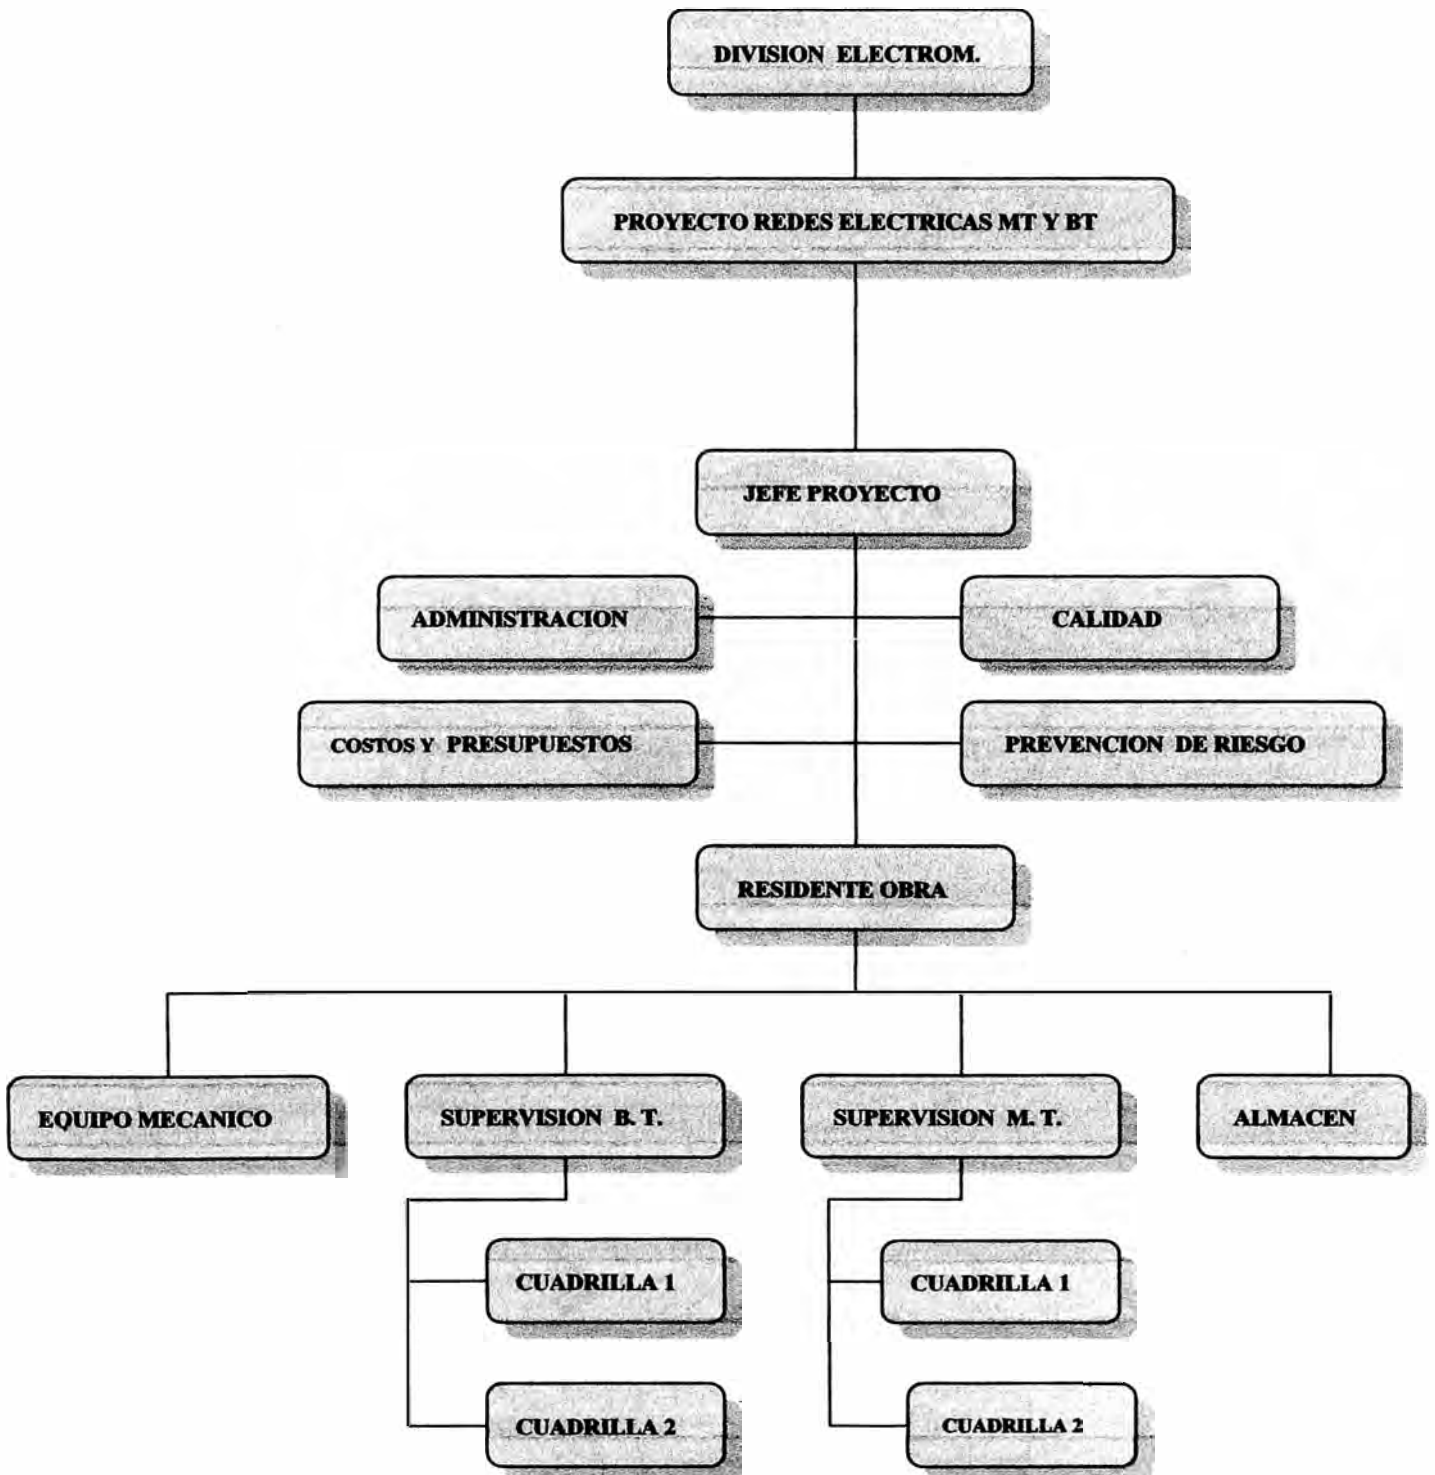 DIVISION ELECTROM.
PROYECTO REDES ELECTRICAS MT Y BT
JEFE PROYECTO
ADMINISTRACION
CALIDAD
COSTOS Y PRESUPUESTOS
PREVENCION DE RIESGO
RESIDENTE OBRA
EQUIPO MECANICO
SUPERVISION B. T.
SUPERVISION M. T.
ALMACEN
CUADRILLA 1
CUADRILLA 1
CUADRILLA 2
CUADRILLA 2